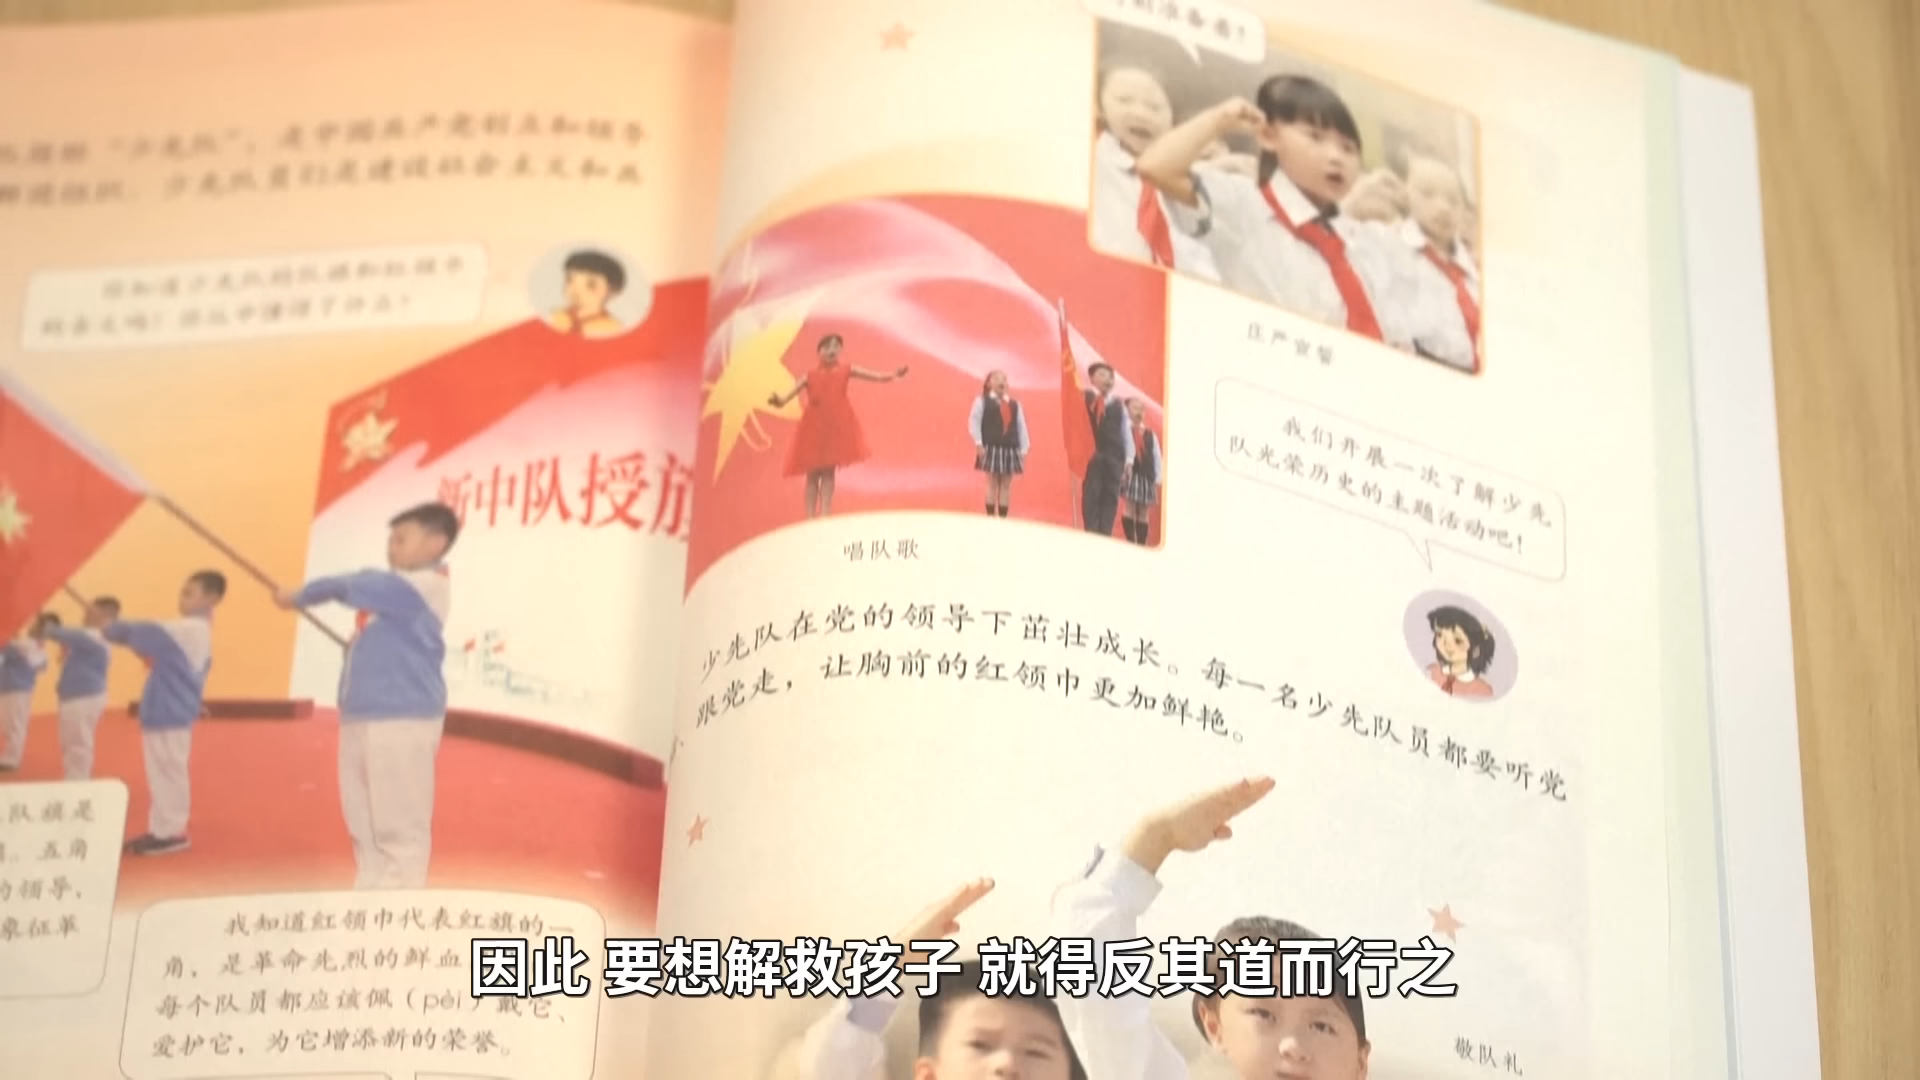 准备着？
”少先队”，是中国共产党创立和领导
少先队员们是建设社会主义和共
你知道少先队的队旗和红领巾
的含义吗？你从中懂得了什么？
新中队授旗
庄严宣誓
我们开展一次了解少先
队光荣历史的主题活动吧！
唱队歌
少先队在党的领导下茁壮成长。每一名少先队员都要听党
跟党走，让胸前的红领巾更加鲜艳。
队旗是
五角
的领导，
象征革
我知道红领巾代表红旗的一
角，是革命先烈的鲜血
每个队员都应该佩（pèi）戴它、
爱护它，为它增添新的荣誉。
敬队礼
因此 要想解救孩子 就得反其道而行之